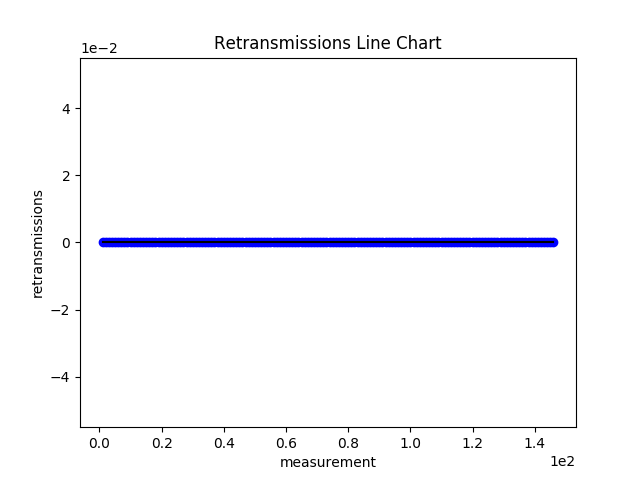 Retransmissions Line Chart
1e−2
4
2
0
−2
−4
retransmissions
0.0 0.2 0.4 0.6 0.8 1.0 1.2 1.4
1e2
measurement